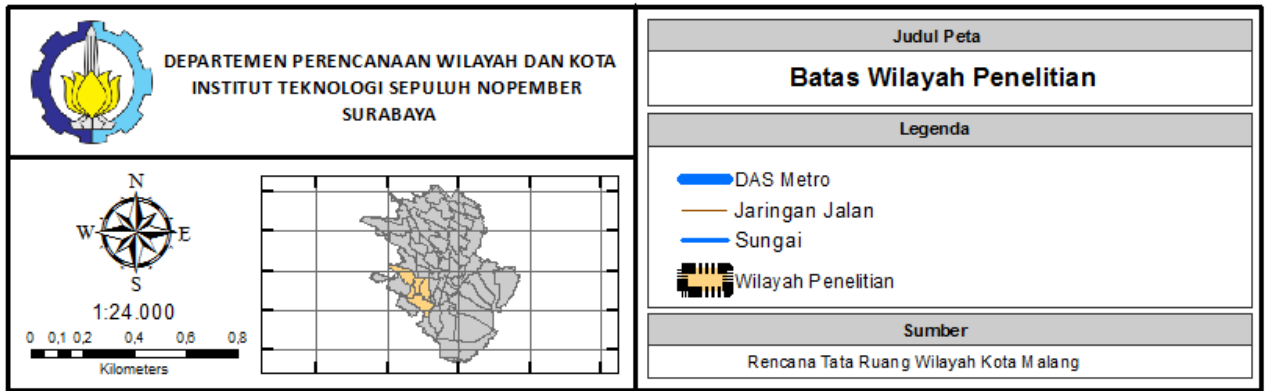 DEPARTEMEN PERENCANAAN WILAYAH DAN KOTA
INSTITUT TEKNOLOGI SEPULUH NOPEMBER
SURABAYA
N
W
E
S
1:24.000
0 0,1 0,2 0,4 0,6 0,8
Kilometers
Judul Peta
Batas Wilayah Penelitian
Legenda
DAS Metro
Jaringan Jalan
Sungai
Wilayah Penelitian
Sumber
Rencana Tata Ruang Wilayah Kota Malang